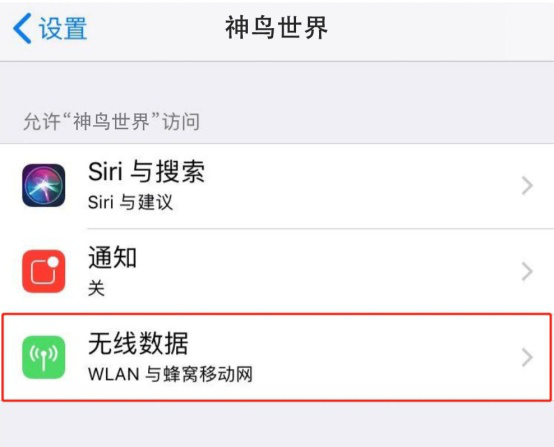 设置
神鸟世界
允许“神鸟世界”访问
Siri 与搜索
Siri 与建议
通知
关
无线数据
WLAN 与蜂窝移动网